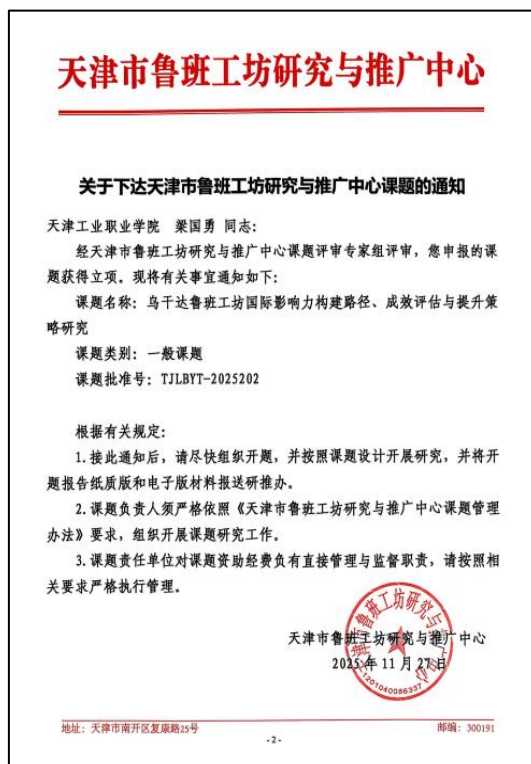 天津市鲁班工坊研究与推广中心
关于下达天津市鲁班工坊研究与推广中心课题的通知
天津工业职业学院 梁国勇 同志：
经天津市鲁班工坊研究与推广中心课题评审专家组评审，您申报的课
题获得立项。现将有关事宜通知如下：
课题名称：乌干达鲁班工坊国际影响力构建路径、成效评估与提升策
略研究
课题类别：一般课题
课题批准号：TJLBYT-2025202
根据有关规定：
1.接此通知后，请尽快组织开题，并按照课题设计开展研究，并将开
题报告纸质版和电子版材料报送研推办。
2.课题负责人须严格依照《天津市鲁班工坊研究与推广中心课题管理
办法》要求，组织开展课题研究工作。
3.课题责任单位对课题资助经费负有直接管理与监督职责，请按照相
关要求严格执行管理。
天津市鲁班工坊研究与推广中心
天津市鲁班工坊研究与推广中心
2025年11月27日
1201040086337
地址：天津市南开区复康路25号
邮编：300191
-2-